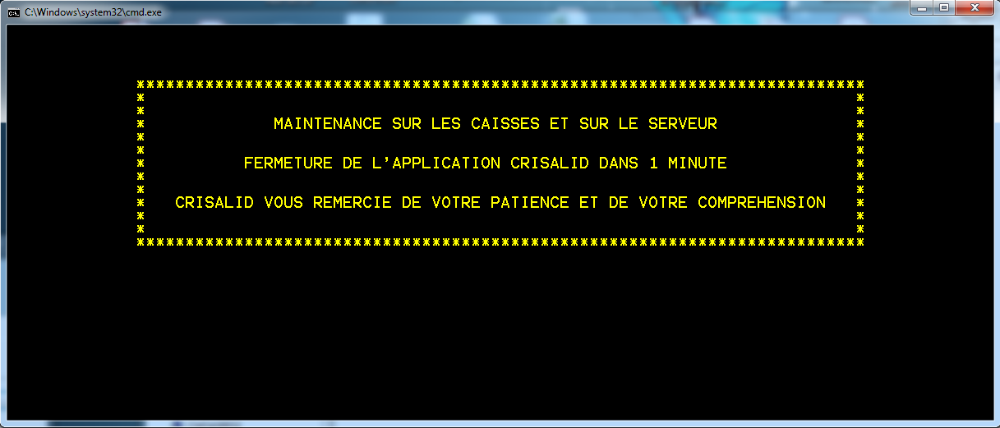 C:\Windows\system32\cmd.exe
*************************************************************************
* *
* *
* MAINTENANCE SUR LES CAISSES ET SUR LE SERVEUR *
* *
* *
* FERMETURE DE L'APPLICATION CRISALID DANS 1 MINUTE *
* *
* *
* CRISALID VOUS REMERCIE DE VOTRE PATIENCE ET DE VOTRE COMPREHENSION *
* *
* *
*************************************************************************